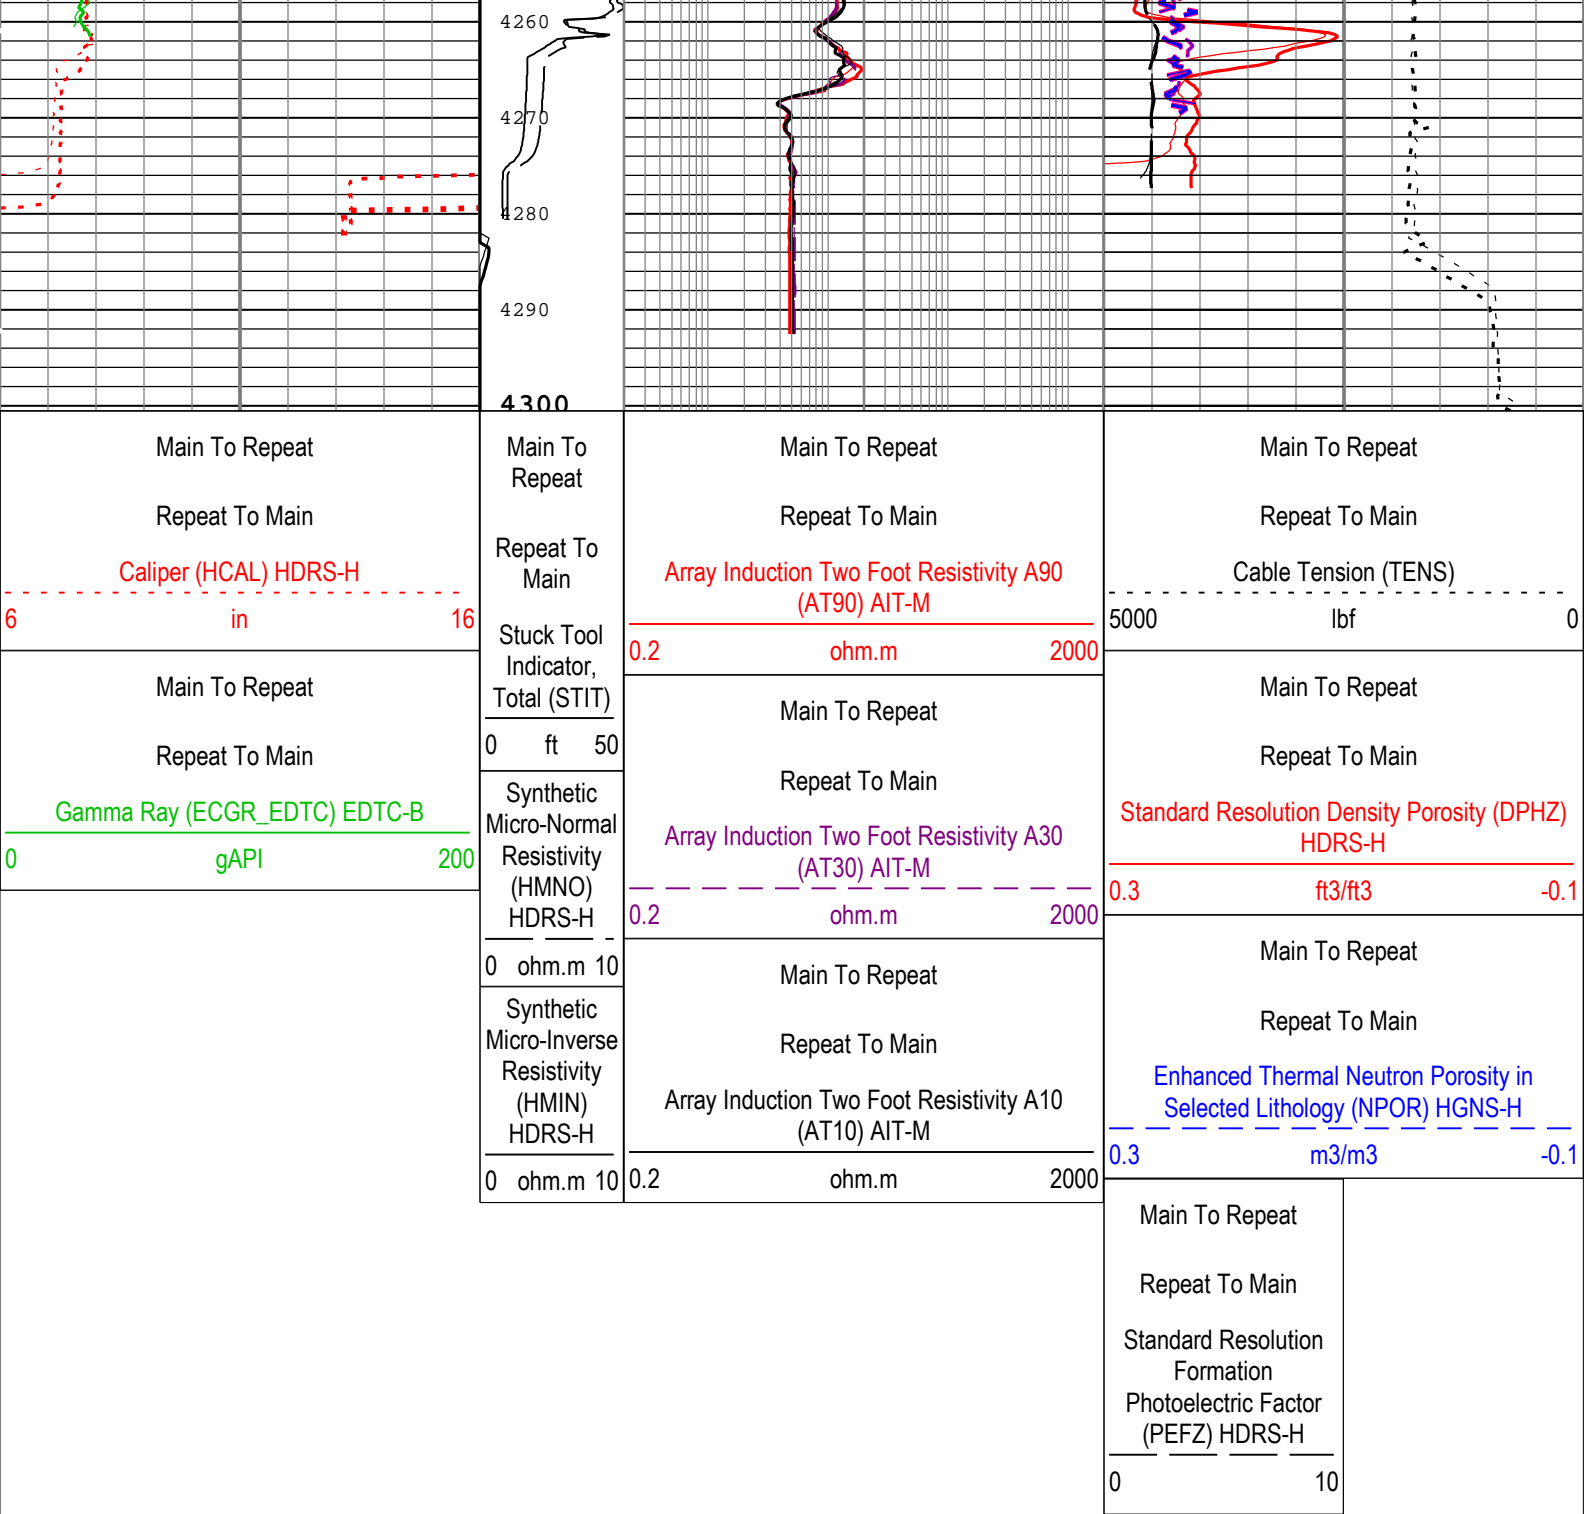 4260
4270
4280
4290
4300
Main To Repeat
Repeat To Main
Caliper (HCAL) HDRS-H
6 in 16
Main To Repeat
Repeat To Main
Gamma Ray (ECGR_EDTC) EDTC-B
0 gAPI 200
Main To
Repeat
Repeat To
Main
Stuck Tool
Indicator,
Total (STIT)
0 ft 50
Synthetic
Micro-Normal
Resistivity
(HMNO)
HDRS-H
0 ohm.m 10
Synthetic
Micro-Inverse
Resistivity
(HMIN)
HDRS-H
0 ohm.m 10
Main To Repeat
Repeat To Main
Array Induction Two Foot Resistivity A90
(AT90) AIT-M
0.2 ohm.m 2000
Main To Repeat
Repeat To Main
Array Induction Two Foot Resistivity A30
(AT30) AIT-M
0.2 ohm.m 2000
Main To Repeat
Repeat To Main
Array Induction Two Foot Resistivity A10
(AT10) AIT-M
0.2 ohm.m 2000
Main To Repeat
Repeat To Main
Cable Tension (TENS)
5000 lbf 0
Main To Repeat
Repeat To Main
Standard Resolution Density Porosity (DPHZ)
HDRS-H
0.3 ft3/ft3 -0.1
Main To Repeat
Repeat To Main
Enhanced Thermal Neutron Porosity in
Selected Lithology (NPOR) HGNS-H
0.3 m3/m3 -0.1
Main To Repeat
Repeat To Main
Standard Resolution
Formation
Photoelectric Factor
(PEFZ) HDRS-H
0 10